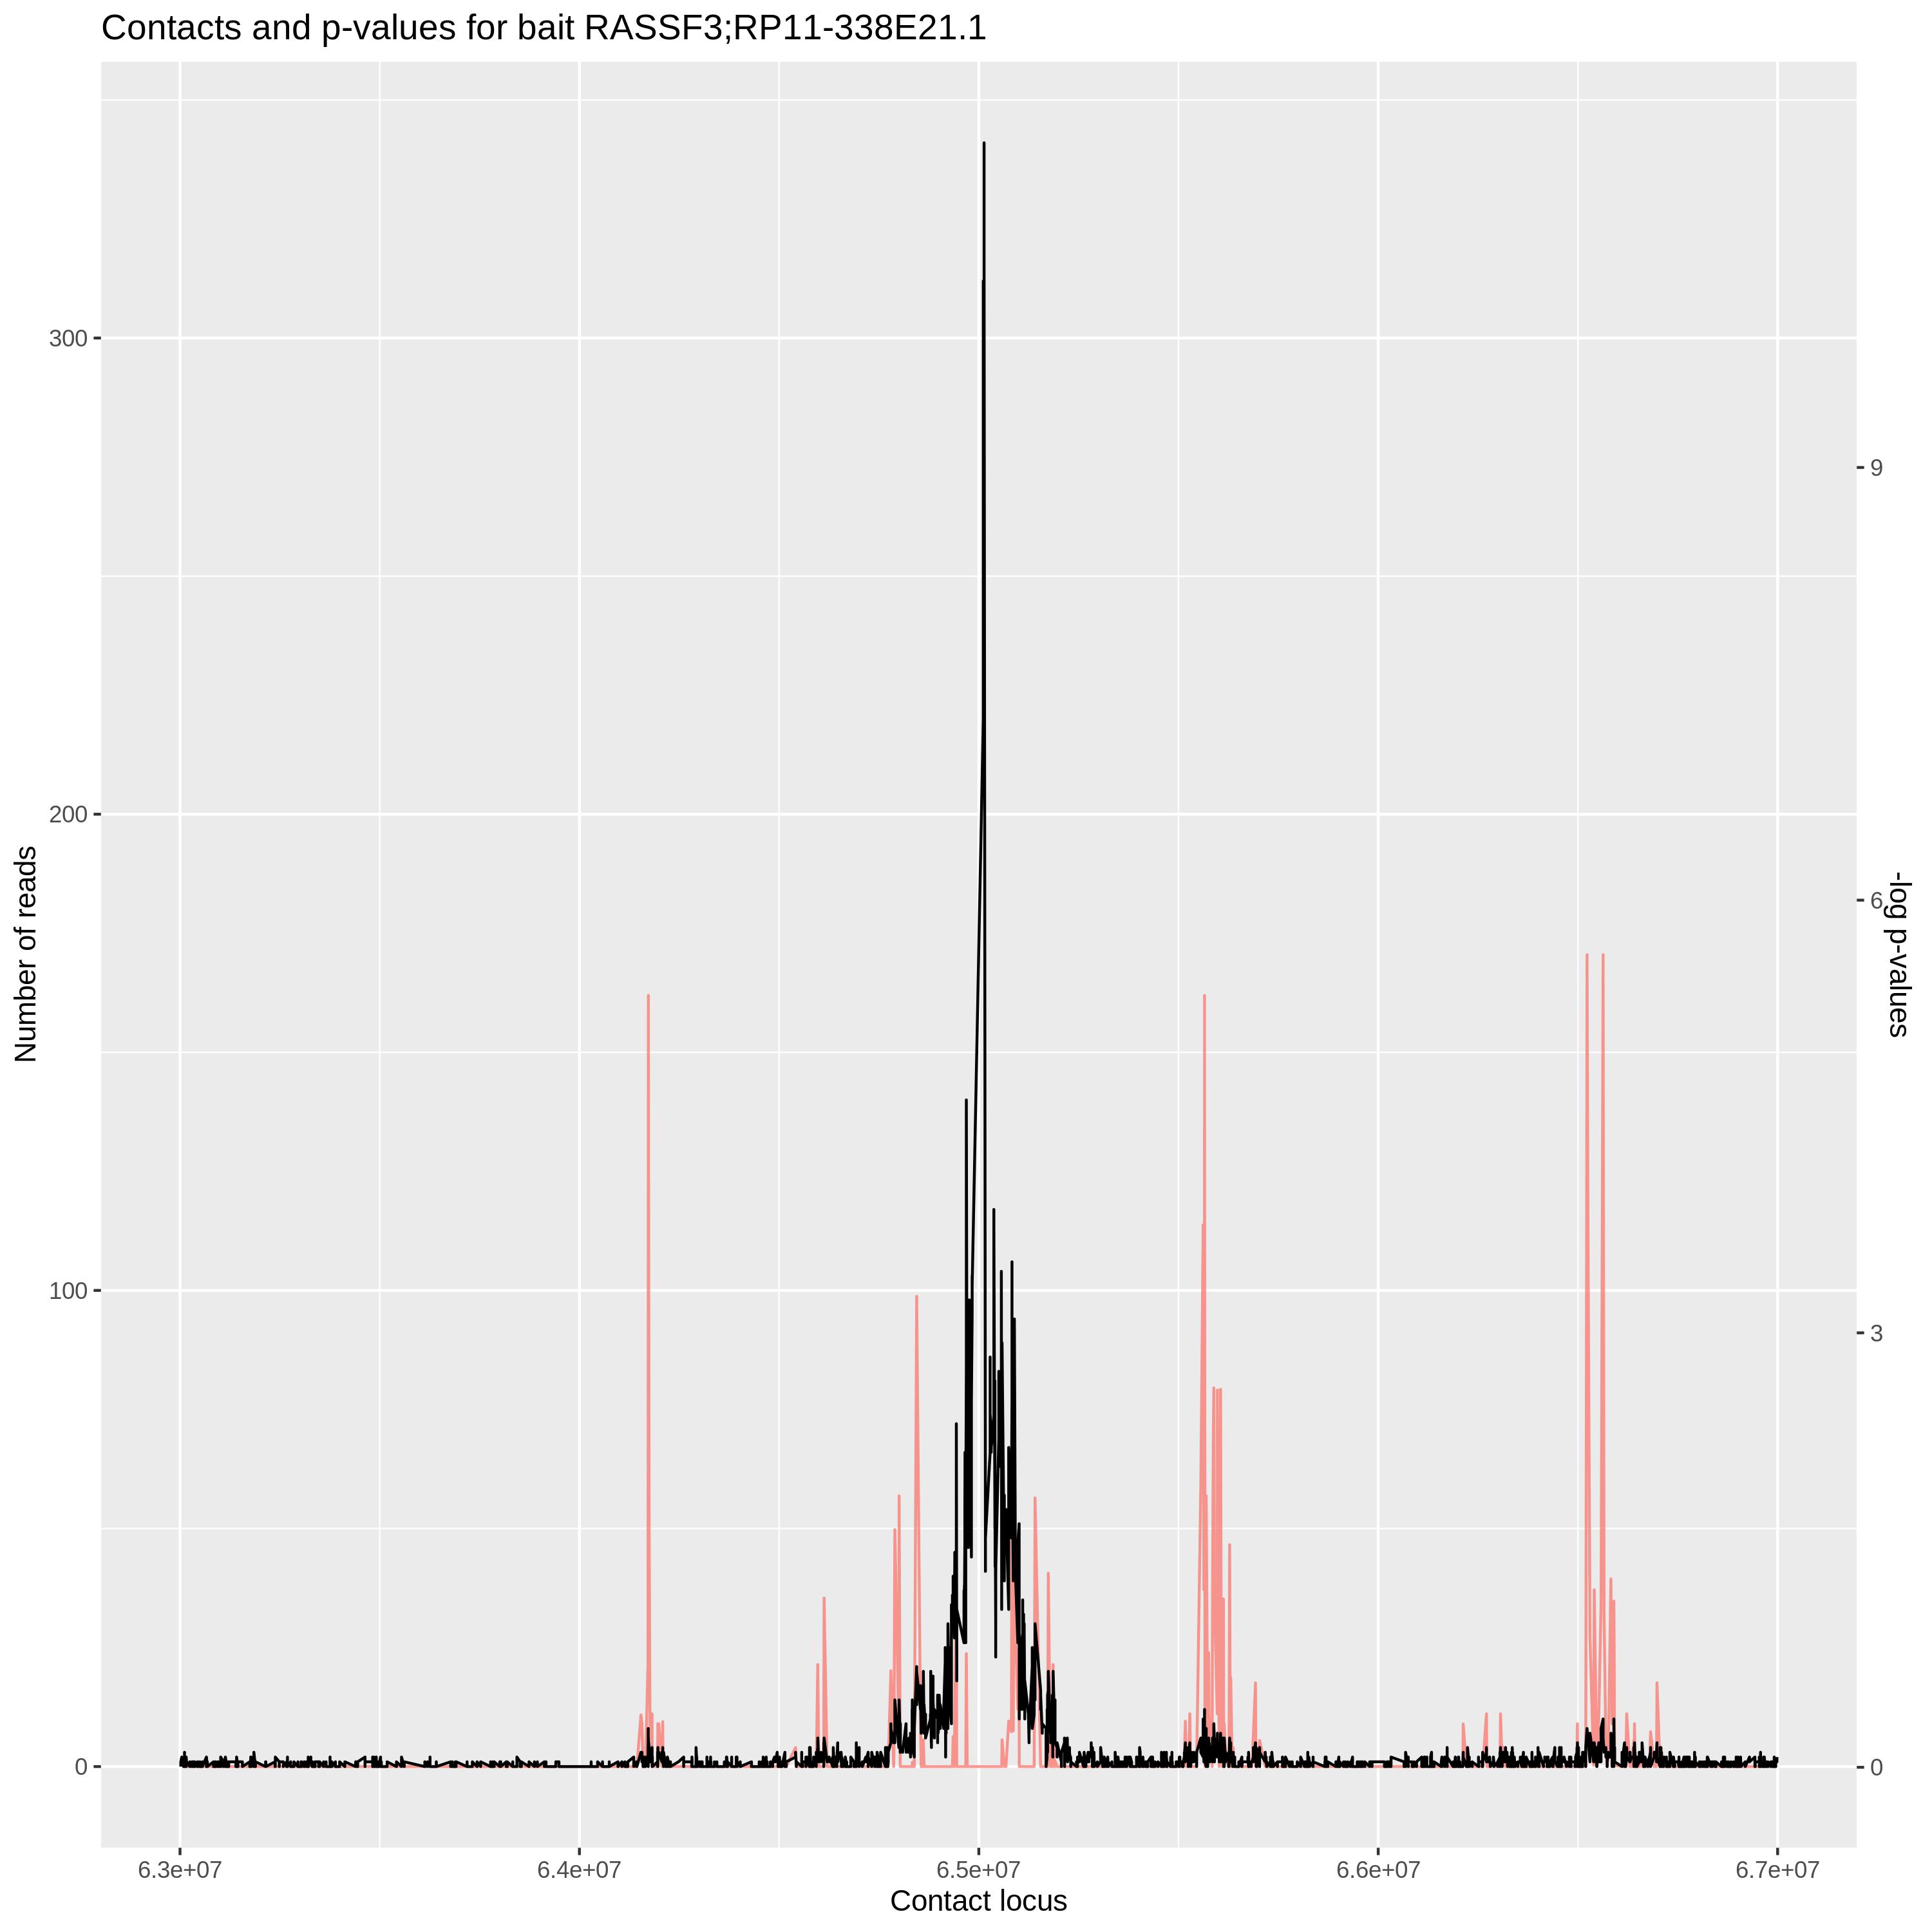 Contacts and p-values for bait RASSF3;RP11-338E21.1
Number of reads
300
200
100
0
9
6
3
0
-log p-values
6.3e+07
6.4e+07
6.5e+07
6.6e+07
6.7e+07
Contact locus